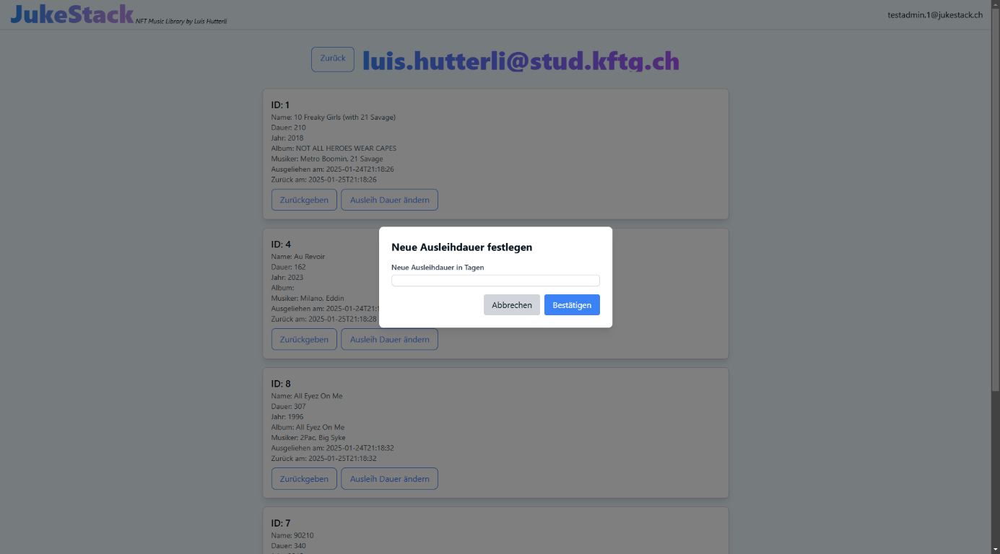 JukeStack NFT Music Library by Luis Hutterli
testadmin.1@jukestack.ch
Zurück
luis.hutterli@stud.kftg.ch
ID: 1
Name: 10 Freaky Girls (with 21 Savage)
Dauer: 210
Jahr: 2018
Album: NOT ALL HEROES WEAR CAPES
Musiker: Metro Boomin, 21 Savage
Ausgeliehen am: 2025-01-24T21:18:26
Zurück am: 2025-01-25T21:18:26
Zurückgeben
Ausleih Dauer ändern
ID: 4
Name: Au Revoir
Dauer: 162
Jahr: 2023
Album:
Musiker: Milano, Eddin
Ausgeliehen am: 2025-01-24T21:1
Zurück am: 2025-01-25T21:18:28
Zurückgeben
Ausleih Dauer ändern
Neue Ausleihdauer festlegen
Neue Ausleihdauer in Tagen
Abbrechen
Bestätigen
ID: 8
Name: All Eyez On Me
Dauer: 307
Jahr: 1996
Album: All Eyez On Me
Musiker: 2Pac, Big Syke
Ausgeliehen am: 2025-01-24T21:18:32
Zurück am: 2025-01-25T21:18:32
Zurückgeben
Ausleih Dauer ändern
ID: 7
Name: 90210
Dauer: 340